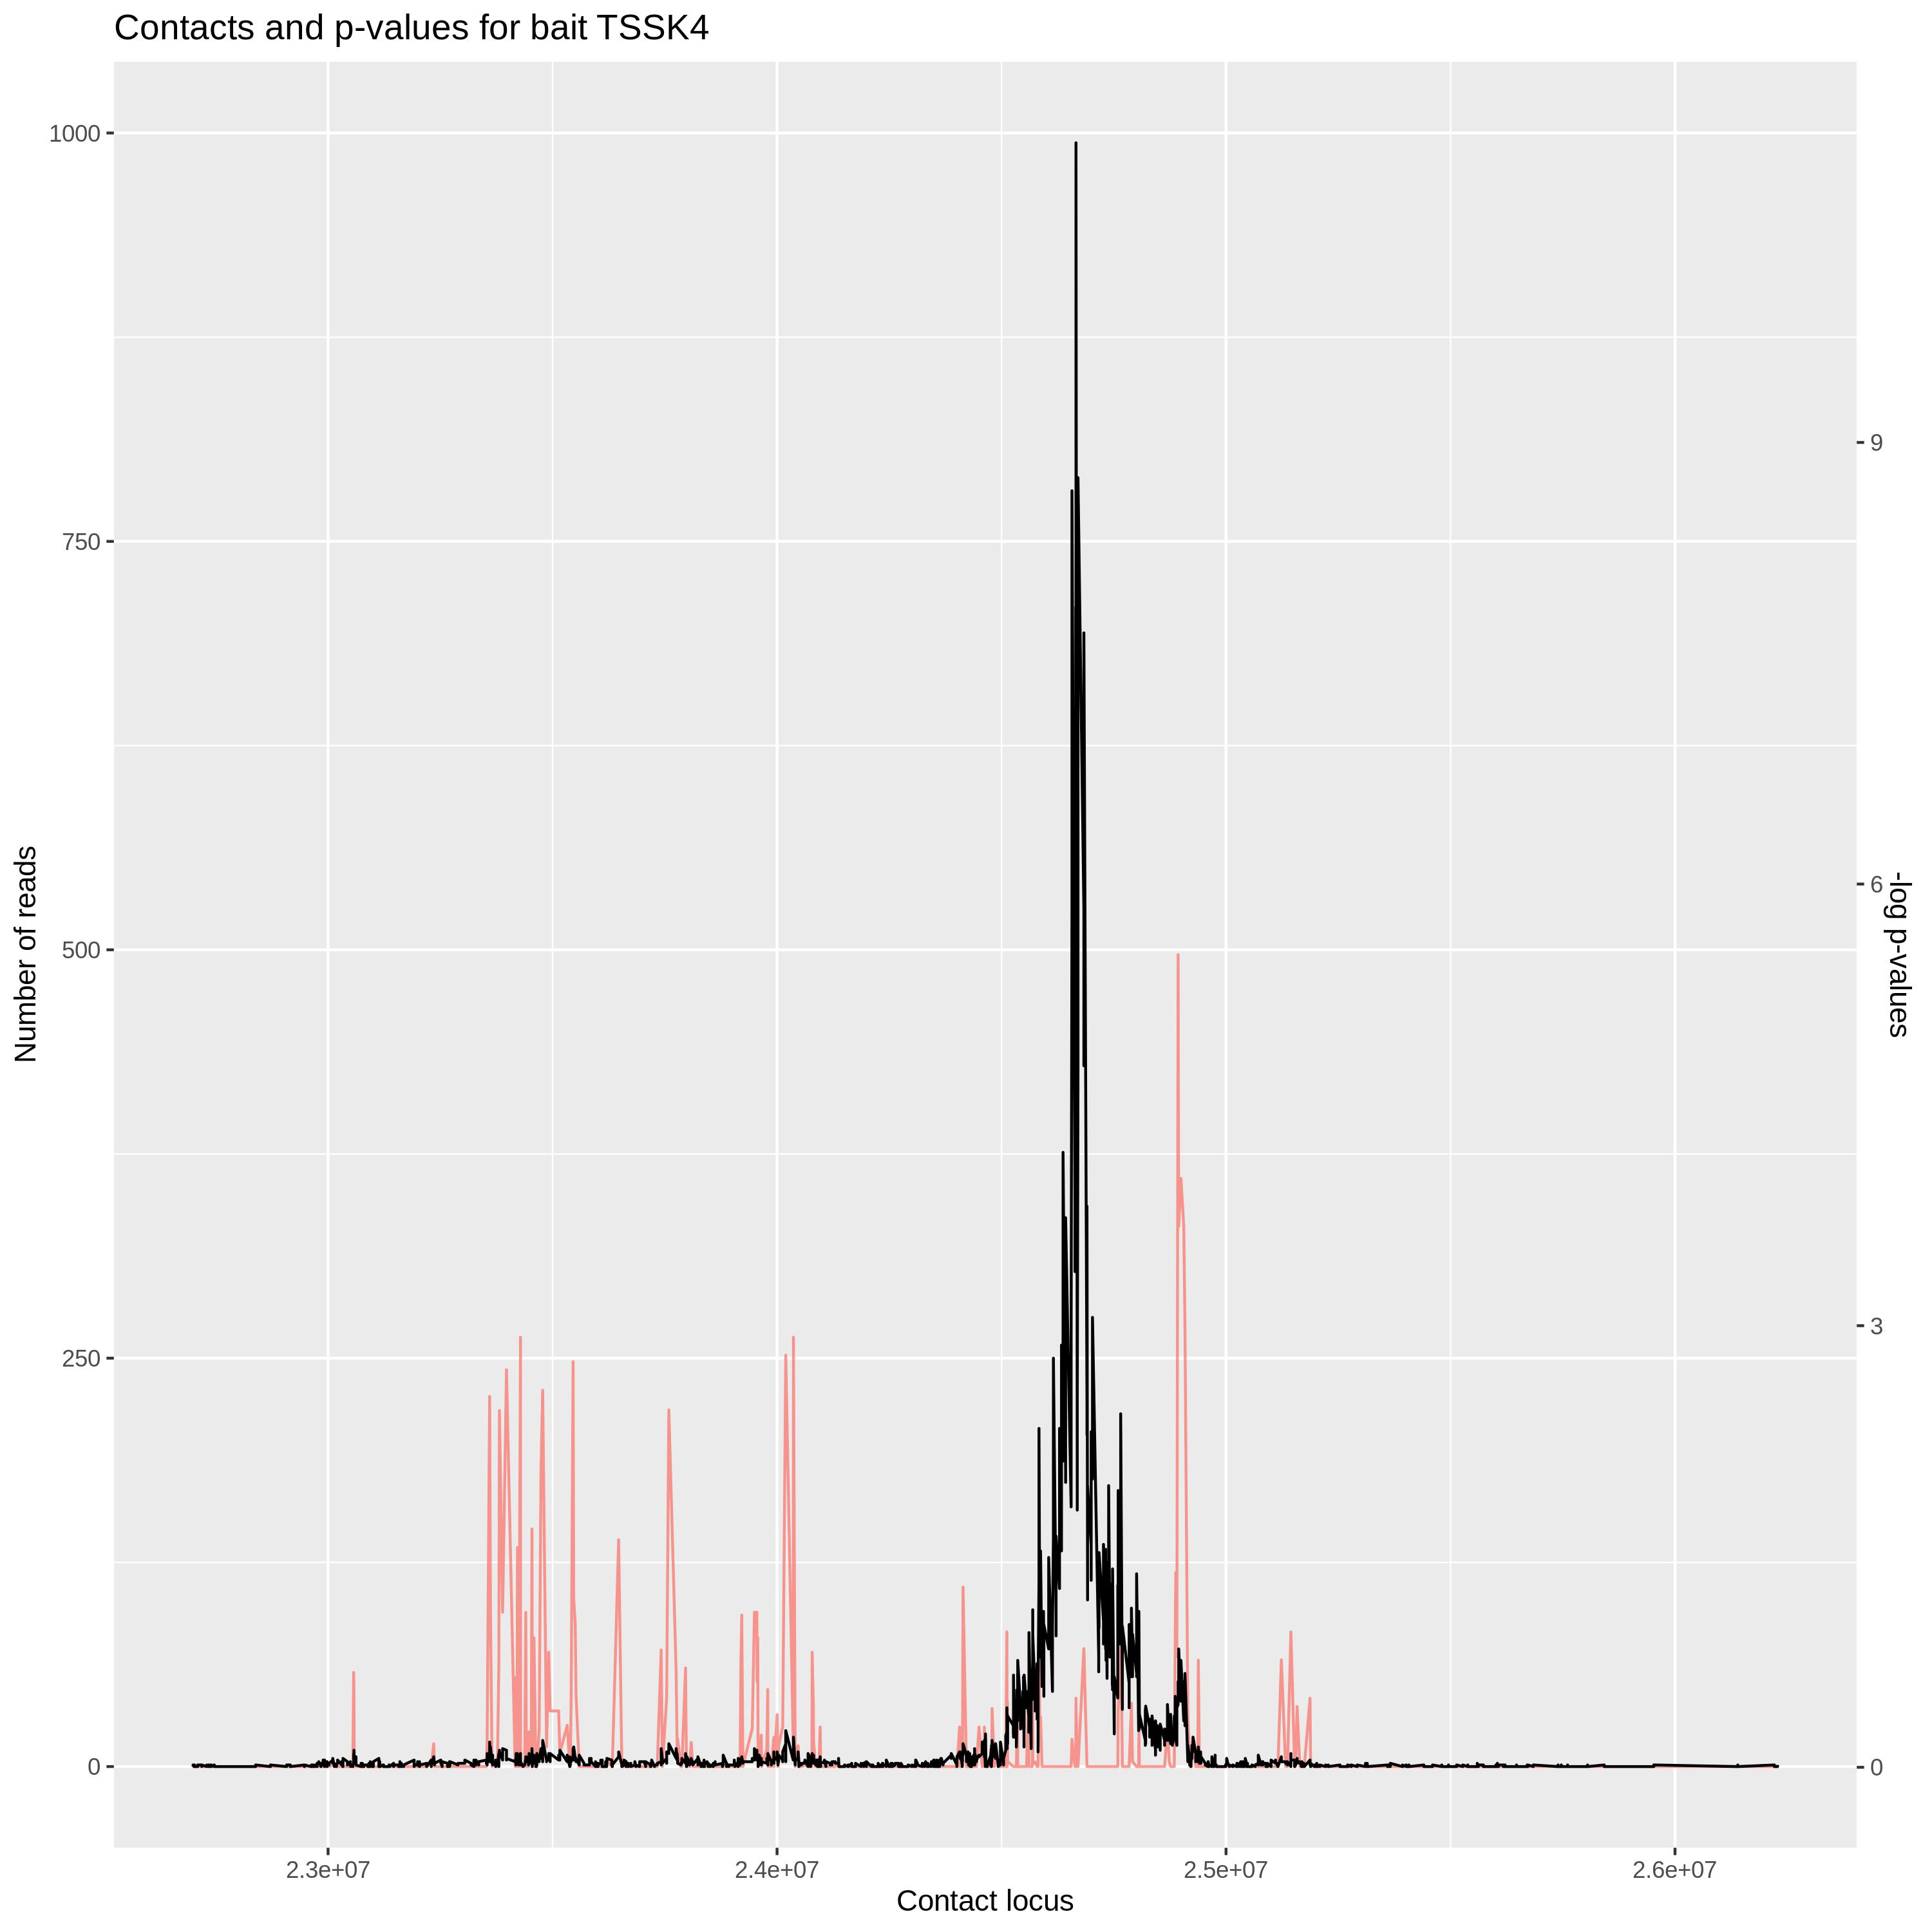 Contacts and p-values for bait TSSK4
1000
750
500
250
0
Number of reads
9
6
3
0
-log p-values
2.3e+07
2.4e+07
2.5e+07
2.6e+07
Contact locus